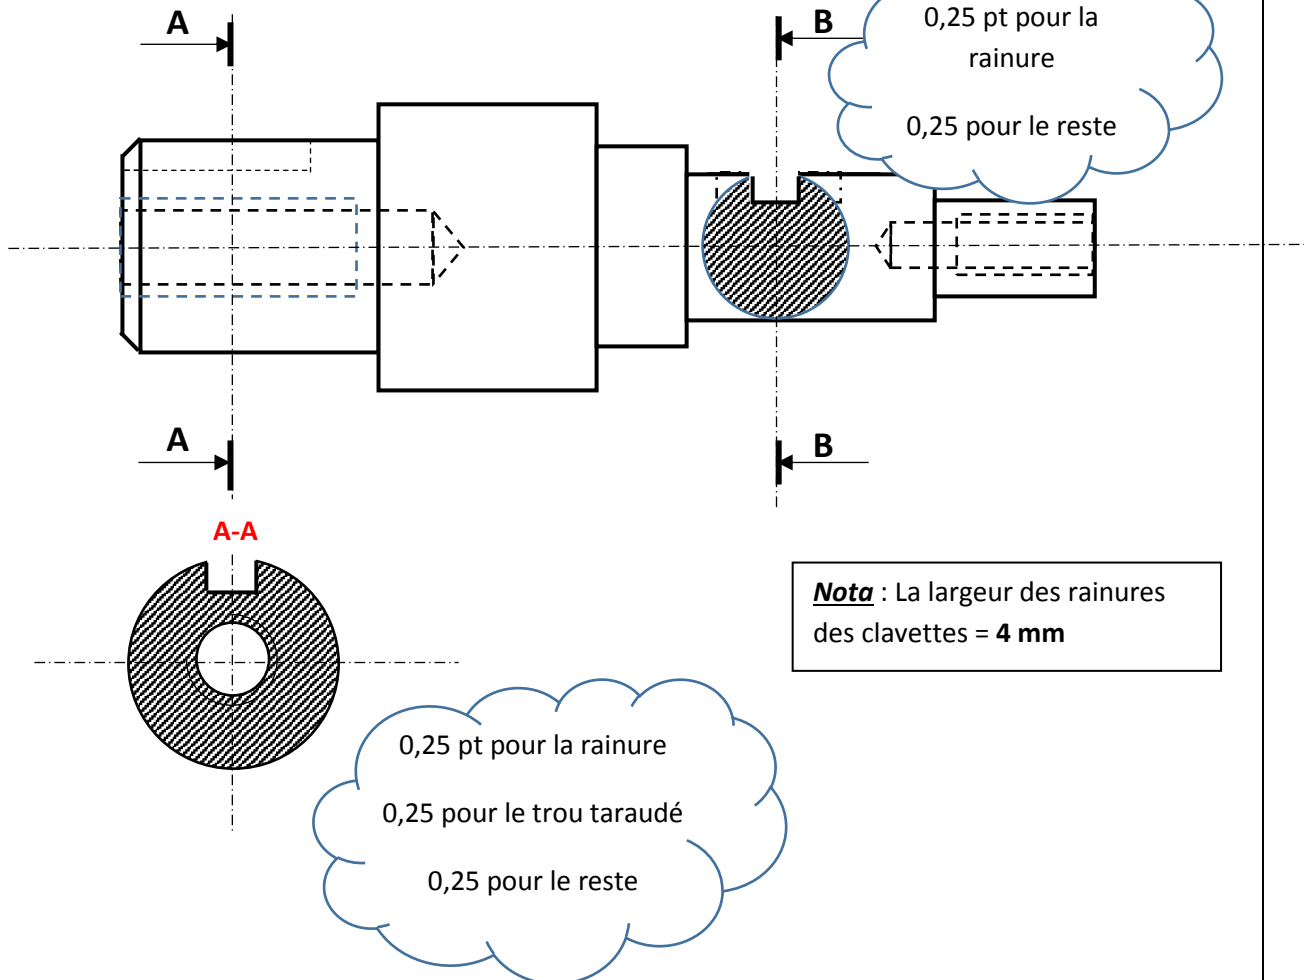 A
B
0,25 pt pour la
rainure
0,25 pour le reste
A
B
A-A
Nota : La largeur des rainures
des clavettes = 4 mm
0,25 pt pour la rainure
0,25 pour le trou taraudé
0,25 pour le reste